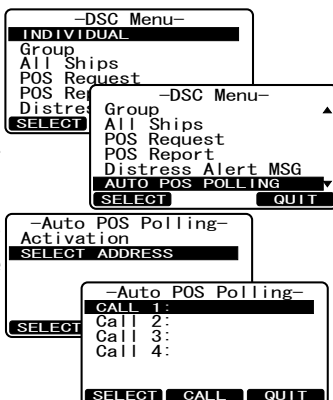 -DSC Menu-
INDIVIDUAL
Group
All Ships
POS Request
POS
SELECT
-DSC Menu-
Group
All Ships
POS Request
POS Report
Distress Alert MSG
AUTO POS POLLING
SELECT QUIT
-Auto POS Polling-
Activation
SELECT ADDRESS
SELECT
-Auto POS Polling-
CALL 1:
Call 2:
Call 3:
Call 4:
SELECT CALL QUIT